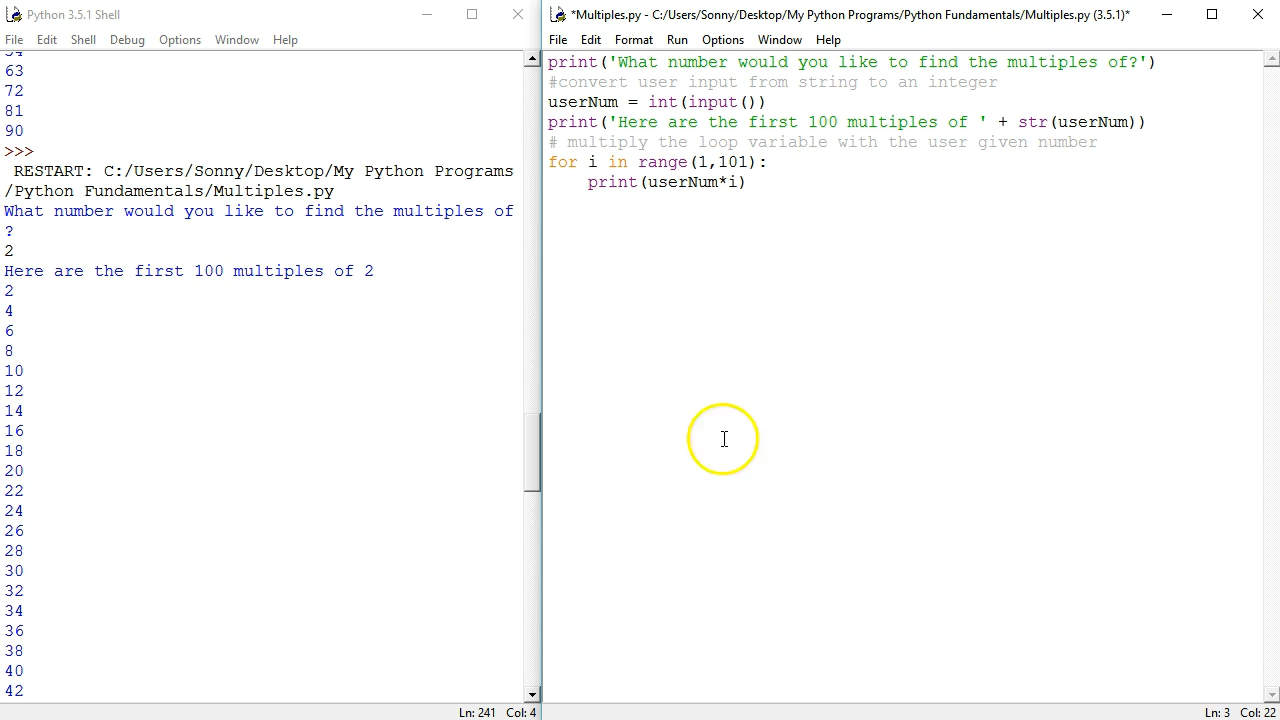 Python 3.5.1 Shell
File Edit Shell Debug Options Window Help
54
63
72
81
90
>>>
RESTART: C:/Users/Sonny/Desktop/My Python Programs
/Python Fundamentals/Multiples.py
What number would you like to find the multiples of
?
2
Here are the first 100 multiples of 2
2
4
6
8
10
12
14
16
18
20
22
24
26
28
30
32
34
36
38
40
42
Ln: 241 Col: 4
*Multiples.py - C:/Users/Sonny/Desktop/My Python Programs/Python Fundamentals/Multiples.py (3.5.1)*
File Edit Format Run Options Window Help
print('What number would you like to find the multiples of?')
#convert user input from string to an integer
userNum = int(input())
print('Here are the first 100 multiples of ' + str(userNum))
# multiply the loop variable with the user given number
for i in range(1,101):
    print(userNum*i)
Ln: 3 Col: 22